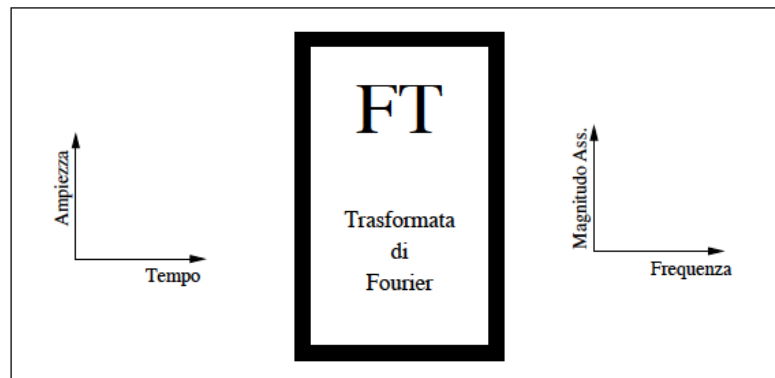 FT
Ampiezza
Tempo
Trasformata
di
Fourier
Magnitudo Ass.
Frequenza